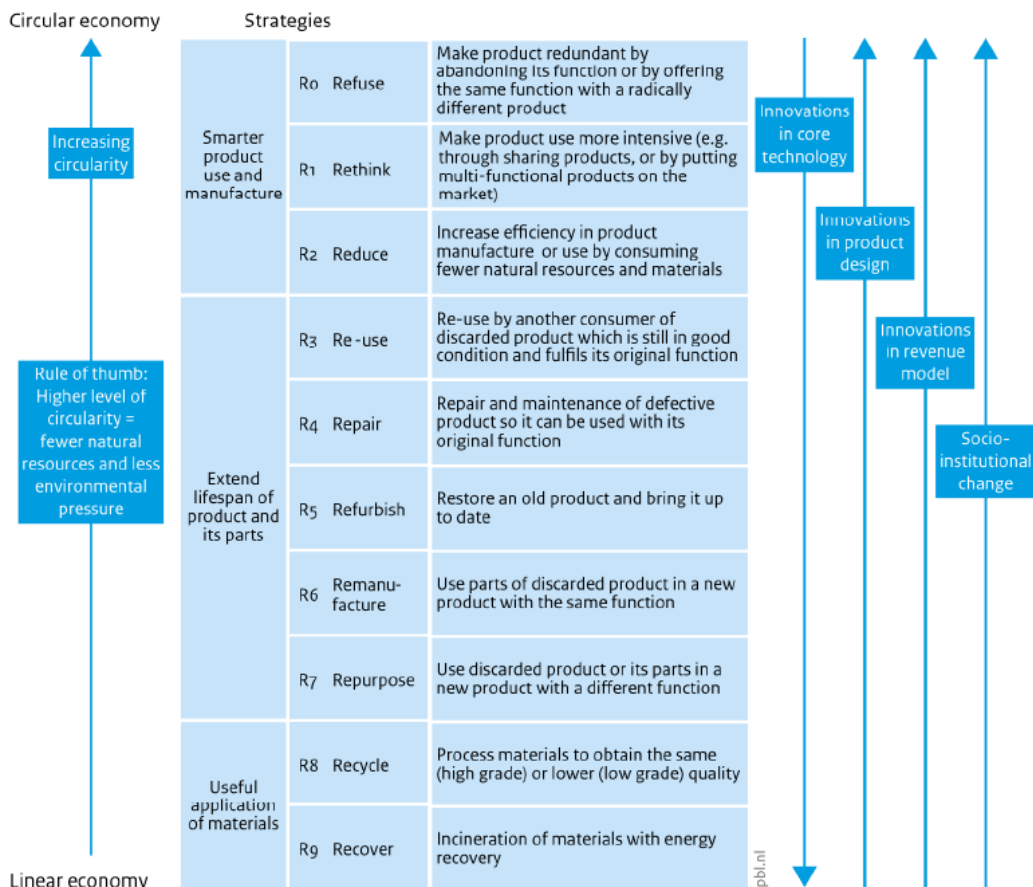 Circular economy
Strategies
Increasing
circularity
Rule of thumb:
Higher level of
circularity =
fewer natural
resources and less
environmental
pressure
Linear economy
Smarter
product
use and
manufacture
R0 Refuse
Make product redundant by
abandoning its function or by offering
the same function with a radically
different product
R1 Rethink
Make product use more intensive (e.g.
through sharing products, or by putting
multi-functional products on the
market)
R2 Reduce
Increase efficiency in product
manufacture or use by consuming
fewer natural resources and materials
Extend
lifespan of
product and
its parts
R3 Re-use
Re-use by another consumer of
discarded product which is still in good
condition and fulfils its original function
R4 Repair
Repair and maintenance of defective
product so it can be used with its
original function
R5 Refurbish
Restore an old product and bring it up
to date
R6 Remanu-
facture
Use parts of discarded product in a new
product with the same function
R7 Repurpose
Use discarded product or its parts in a
new product with a different function
Useful
application
of materials
R8 Recycle
Process materials to obtain the same
(high grade) or lower (low grade) quality
R9 Recover
Incineration of materials with energy
recovery
Innovations
in core
technology
Innovations
in product
design
Innovations
in revenue
model
Socio-
institutional
change
pbl.nl